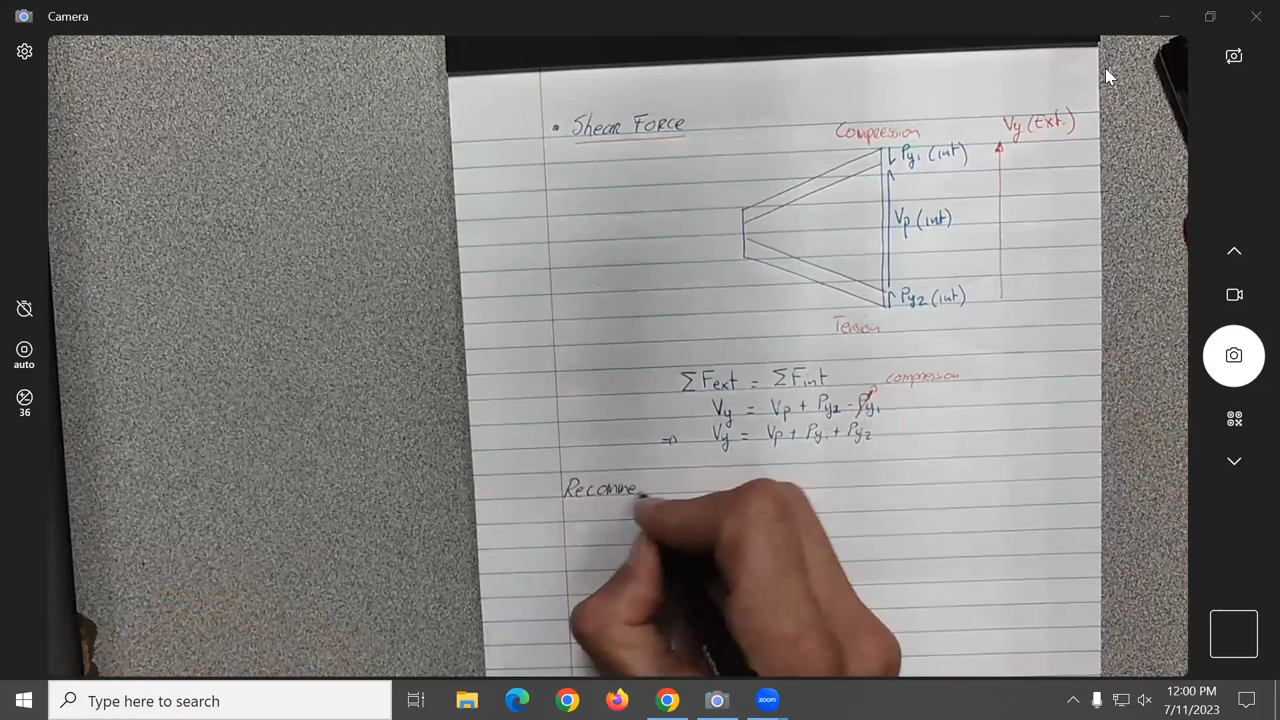 Camera
• Shear Force
Compression
Vy (Ext.)
Py1 (int)
Vp (int)
Py2 (int)
Tension
ΣFext = ΣFint
compression
Vy = Vp + Py2 - Py1
⇒ Vy = Vp + Py1 + Py2
Recomme
auto
36
Type here to search
zoom
12:00 PM
7/11/2023